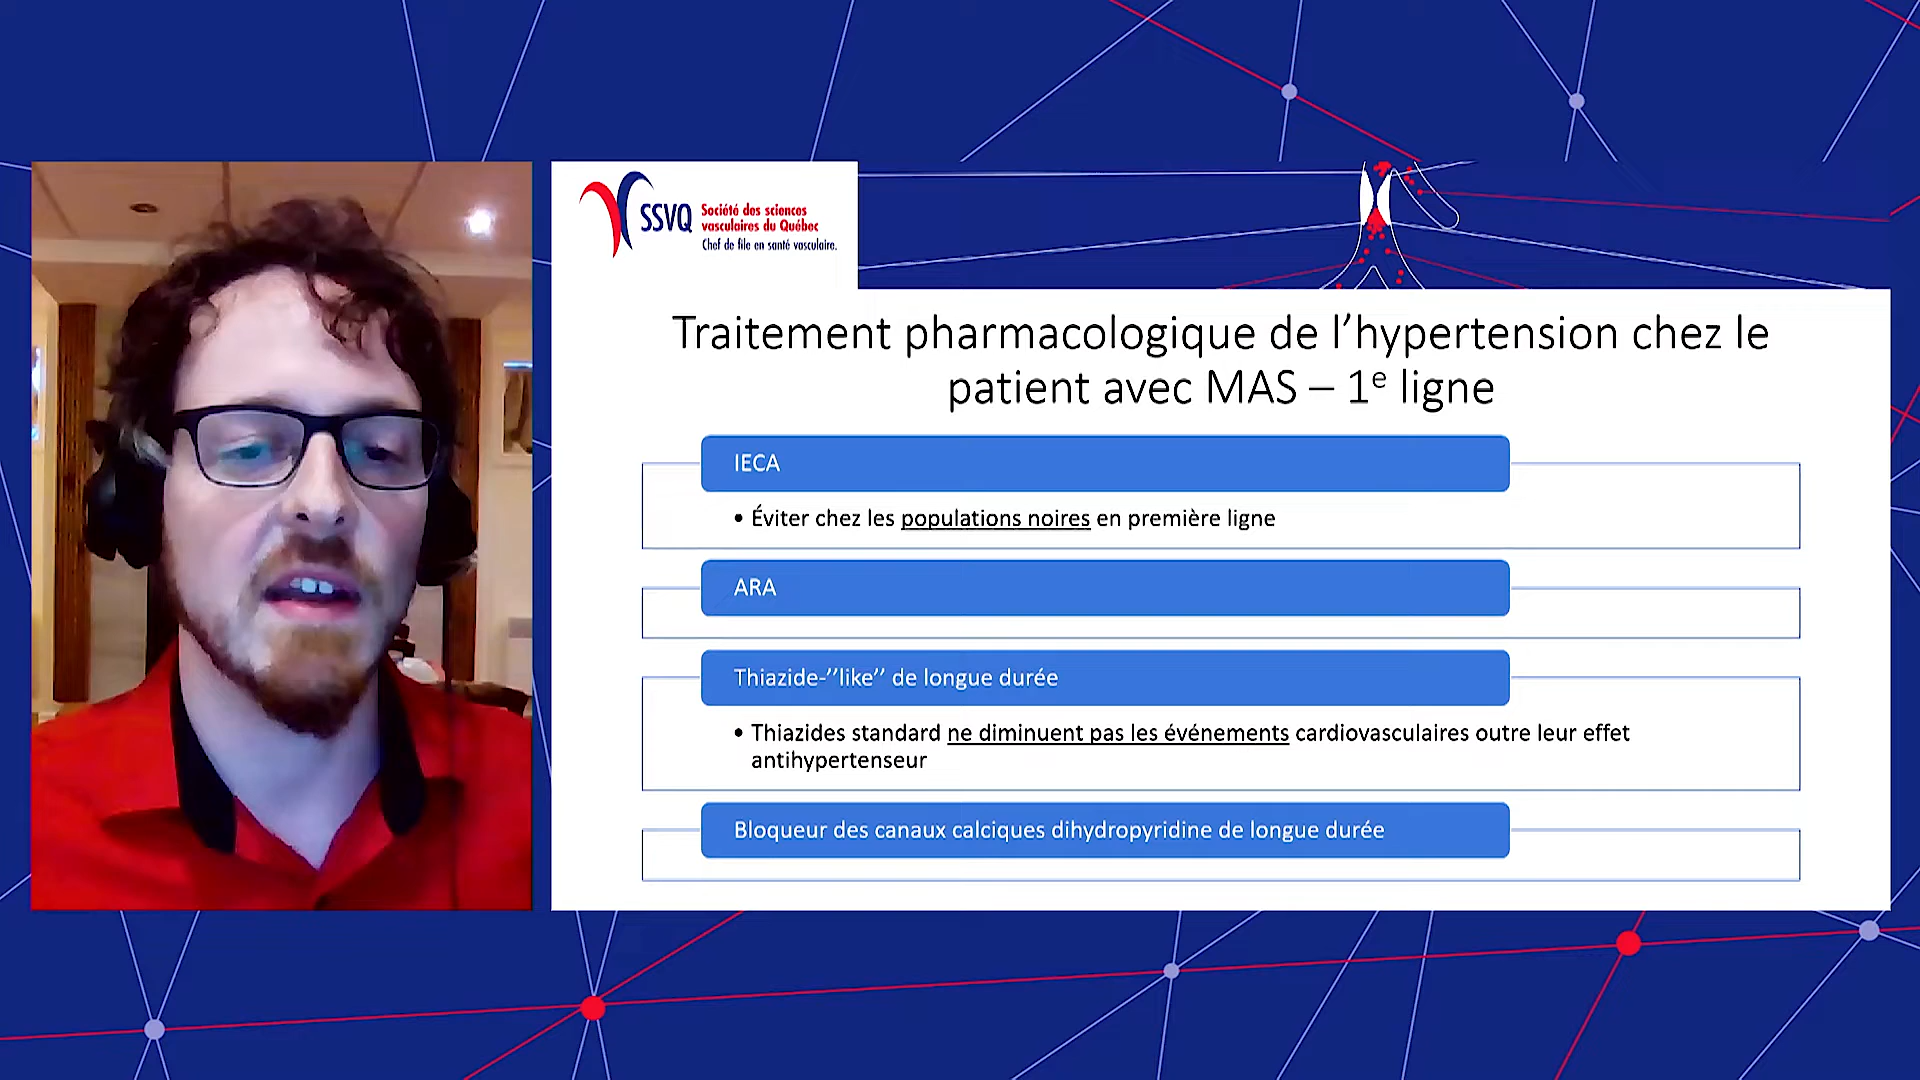 SSVQ
Société des sciences
vasculaires du Québec
Chef de file en santé vasculaire.
Traitement pharmacologique de l’hypertension chez le
patient avec MAS – 1e ligne
IECA
• Éviter chez les populations noires en première ligne
ARA
Thiazide-’’like’’ de longue durée
• Thiazides standard ne diminuent pas les événements cardiovasculaires outre leur effet
antihypertenseur
Bloqueur des canaux calciques dihydropyridine de longue durée